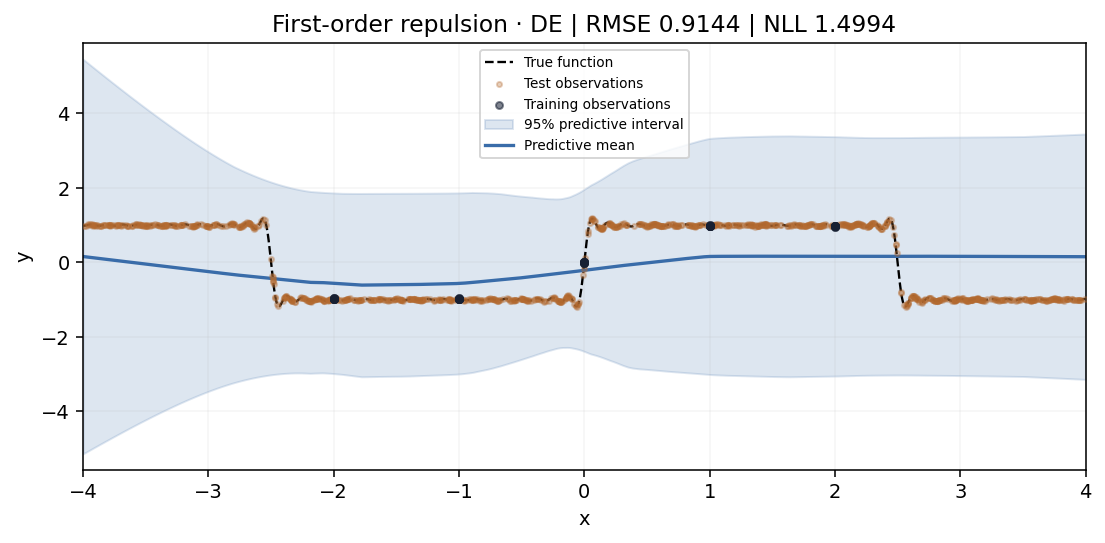 First-order repulsion · DE | RMSE 0.9144 | NLL 1.4994
True function
Test observations
Training observations
95% predictive interval
Predictive mean
y
4
2
0
−2
−4
−4
−3
−2
−1
0
1
2
3
4
x